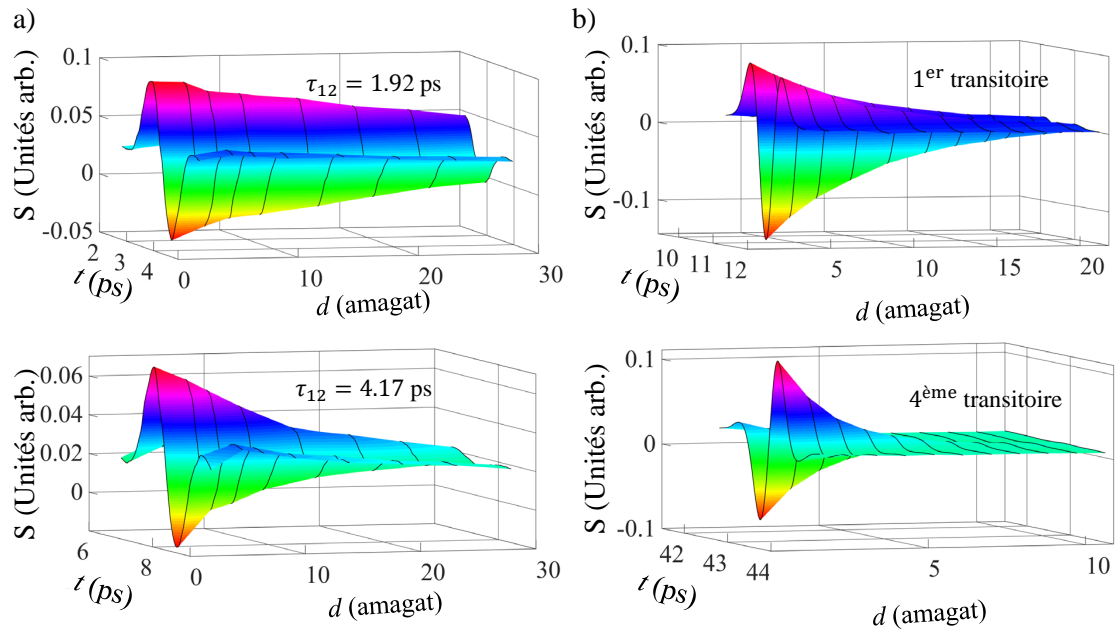 a)
0.1
0.05
0
-0.05
S (Unités arb.)
τ₁₂ = 1.92 ps
2
3
4
t (ps)
0
10
20
30
d (amagat)
b)
0.1
0
-0.1
S (Unités arb.)
1er transitoire
10
11
12
t (ps)
5
10
15
20
d (amagat)
0.06
0.04
0.02
0
S (Unités arb.)
τ₁₂ = 4.17 ps
6
8
t (ps)
0
10
20
30
d (amagat)
0.1
0
-0.1
S (Unités arb.)
4ème transitoire
42
43
44
t (ps)
5
10
d (amagat)